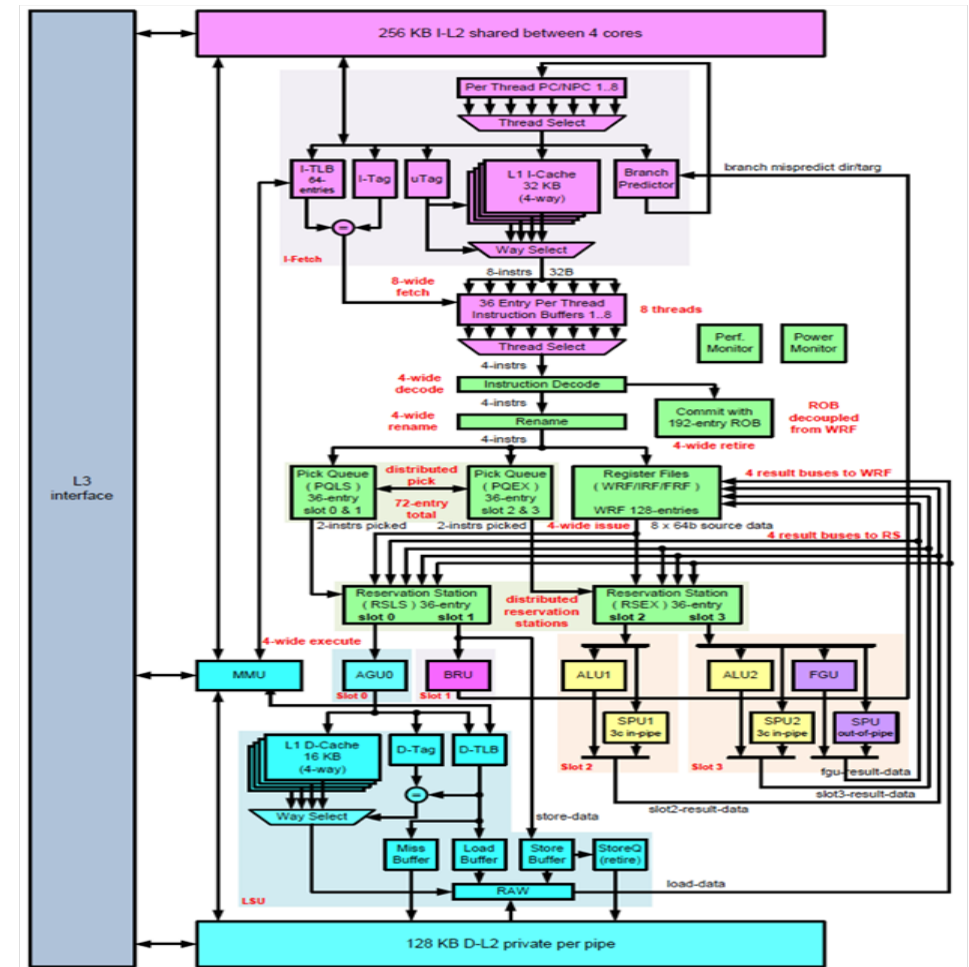 256 KB I-L2 shared between 4 cores
Per Thread PC/NPC 1..8
Thread Select
branch mispredict dir/targ
I-TLB
64-
entries
I-Tag
uTag
L1 I-Cache
32 KB
(4-way)
Branch
Predictor
=
Way Select
I-Fetch
8-instrs
32B
8-wide
fetch
36 Entry Per Thread
Instruction Buffers 1..8
8 threads
Thread Select
Perf.
Monitor
Power
Monitor
4-instrs
4-wide
decode
Instruction Decode
4-instrs
4-wide
rename
Rename
Commit with
192-entry ROB
ROB
decoupled
from WRF
4-instrs
4-wide retire
Pick Queue
( PQLS )
36-entry
slot 0 & 1
distributed
pick
72-entry
total
Pick Queue
( PQEX )
36-entry
slot 2 & 3
Register Files
( WRF/IRF/FRF )
WRF 128-entries
4 result buses to WRF
L3
interface
2-instrs picked
2-instrs picked
4-wide issue
8 x 64b source data
4 result buses to RS
Reservation Station
( RSLS ) 36-entry
slot 0
slot 1
distributed
reservation
stations
Reservation Station
( RSEX ) 36-entry
slot 2
slot 3
4-wide execute
MMU
AGU0
Slot 0
BRU
Slot 1
ALU1
SPU1
3c in-pipe
Slot 2
ALU2
FGU
SPU2
3c in-pipe
SPU
out-of-pipe
Slot 3
fgu-result-data
slot3-result-data
slot2-result-data
L1 D-Cache
16 KB
(4-way)
D-Tag
D-TLB
=
Way Select
store-data
Miss
Buffer
Load
Buffer
Store
Buffer
StoreQ
(retire)
RAW
load-data
LSU
128 KB D-L2 private per pipe